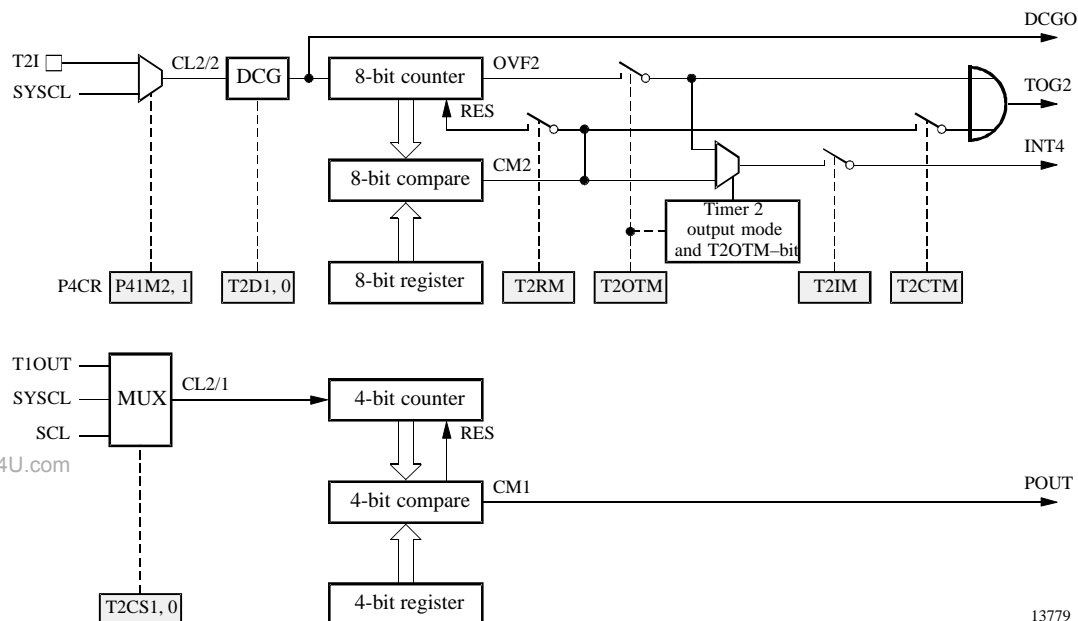 DCGO
T2I
CL2/2
DCG
8-bit counter
OVF2
SYSCL
TOG2
RES
INT4
8-bit compare
CM2
Timer 2
output mode
and T2OTM–bit
P4CR
P41M2, 1
T2D1, 0
8-bit register
T2RM
T2OTM
T2IM
T2CTM
T1OUT
CL2/1
SYSCL
MUX
4-bit counter
SCL
RES
4U.com
4-bit compare
CM1
POUT
T2CS1, 0
4-bit register
13779